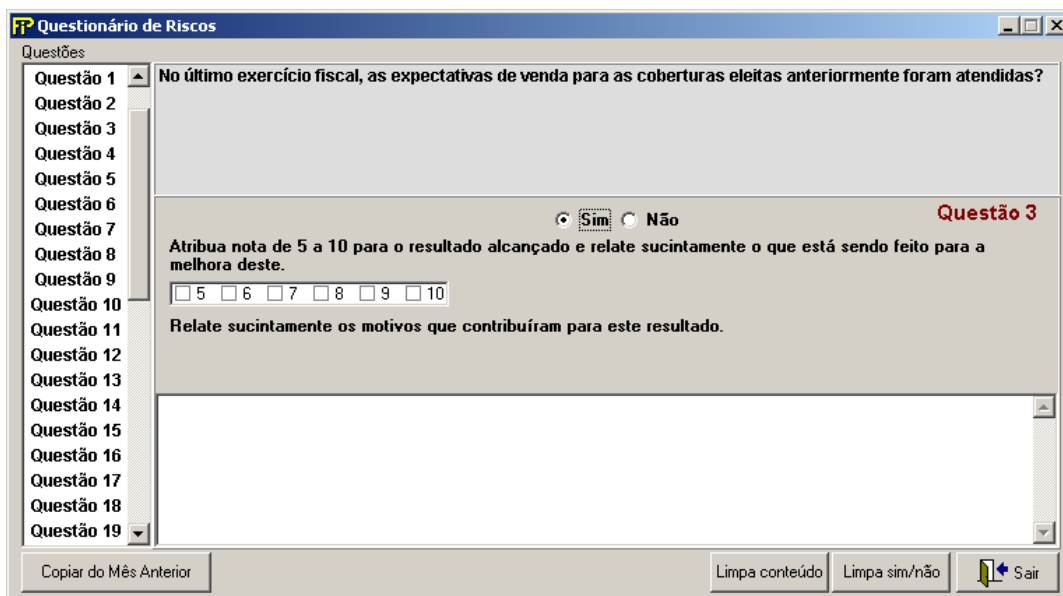 FiP Questionário de Riscos
Questões
Questão 1
Questão 2
Questão 3
Questão 4
Questão 5
Questão 6
Questão 7
Questão 8
Questão 9
Questão 10
Questão 11
Questão 12
Questão 13
Questão 14
Questão 15
Questão 16
Questão 17
Questão 18
Questão 19
No último exercício fiscal, as expectativas de venda para as coberturas eleitas anteriormente foram atendidas?
Questão 3
Sim Não
Atribua nota de 5 a 10 para o resultado alcançado e relate sucintamente o que está sendo feito para a
melhora deste.
5 6 7 8 9 10
Relate sucintamente os motivos que contribuíram para este resultado.
Copiar do Mês Anterior Limpa conteúdo Limpa sim/não Sair